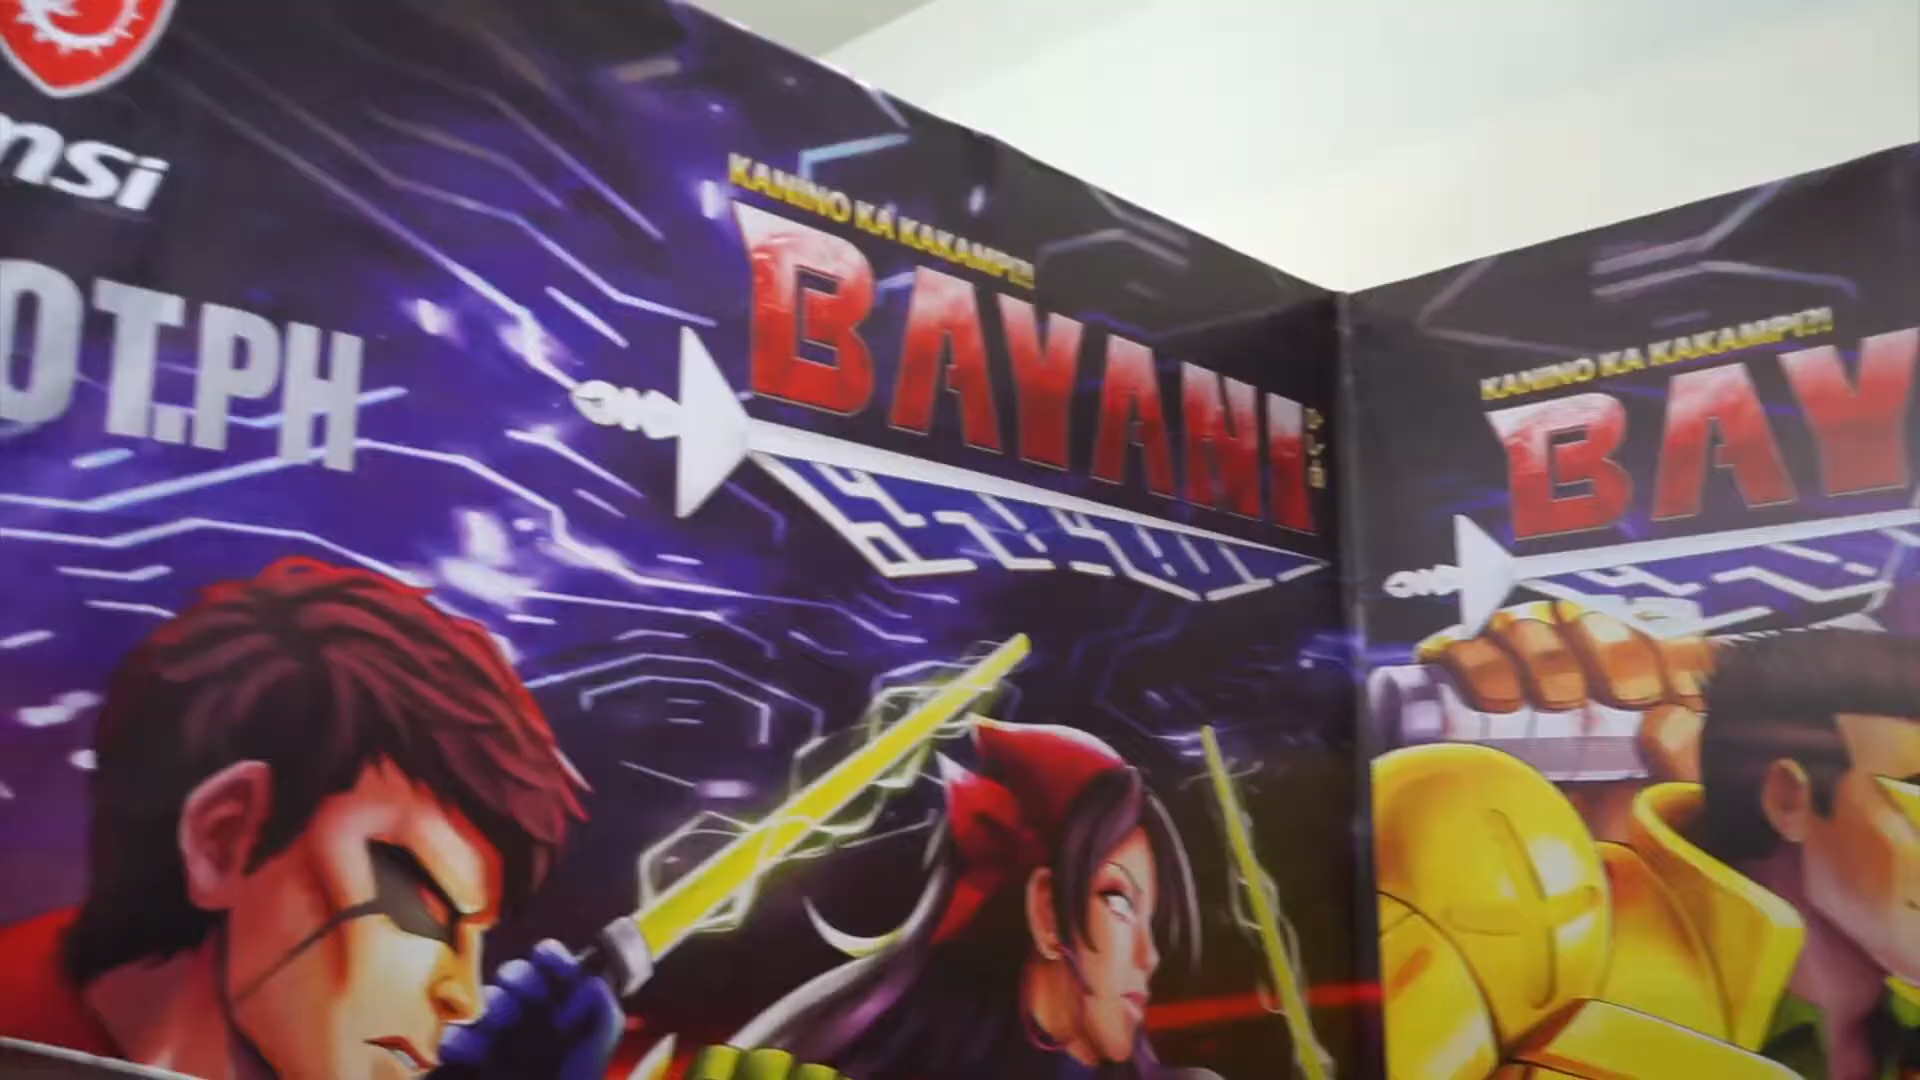 msi
OT.PH
KANINO KA KAKAMPI?!
BAYANI
KANINO KA KAKAMPI?!
BAY